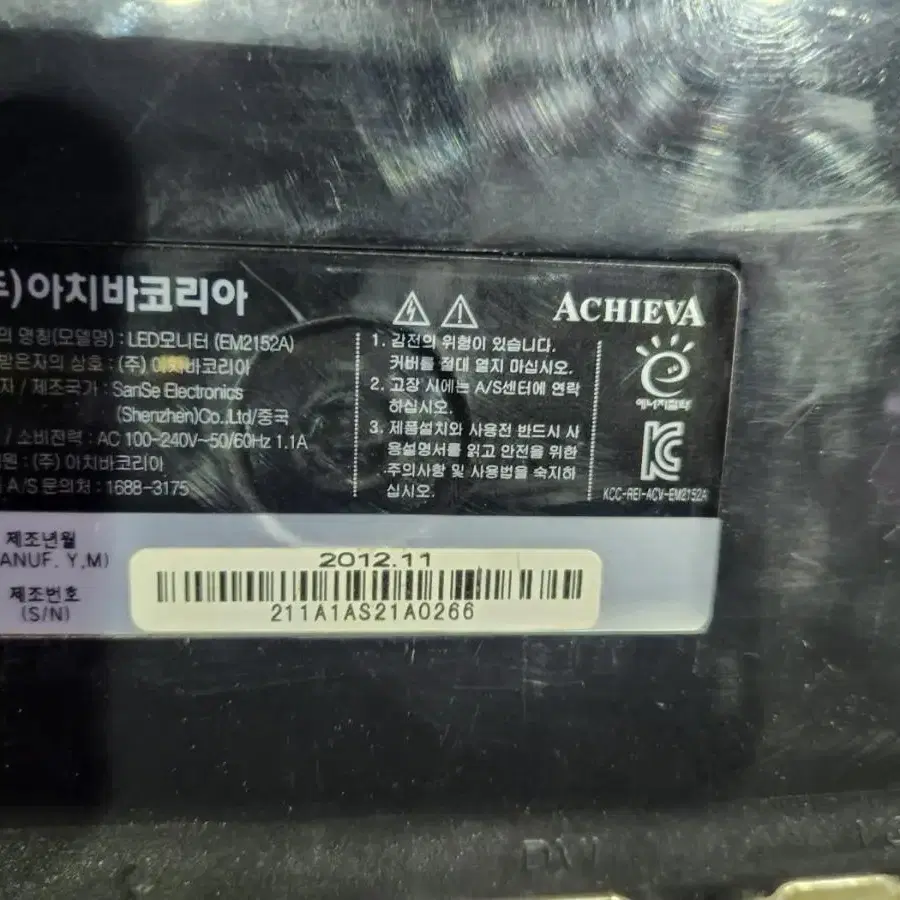 )아치바코리아
의 명칭(모델명) : LED모니터 (EM2152A)
받은자의 상호 : (주) 아치바코리아
자 / 제조국가 : SanSe Electronics
(Shenzhen)Co.,Ltd/중국
/ 소비전력 : AC 100-240V~50/60Hz 1.1A
원 : (주) 아치바코리아
A/S 문의처 : 1688-3175
1. 감전의 위험이 있습니다.
커버를 절대 열지 마십시오.
2. 고장 시에는 A/S센터에 연락
하십시오.
3. 제품설치와 사용전 반드시 사
용설명서를 읽고 안전을 위한
주의사항 및 사용법을 숙지하
십시오.
ACHIEVA
에너지절약
KCC-REI-ACV-EM2152A
제조년월
ANUF. Y,M)
2012.11
제조번호
(S/N)
211A1AS21A0266
DVI